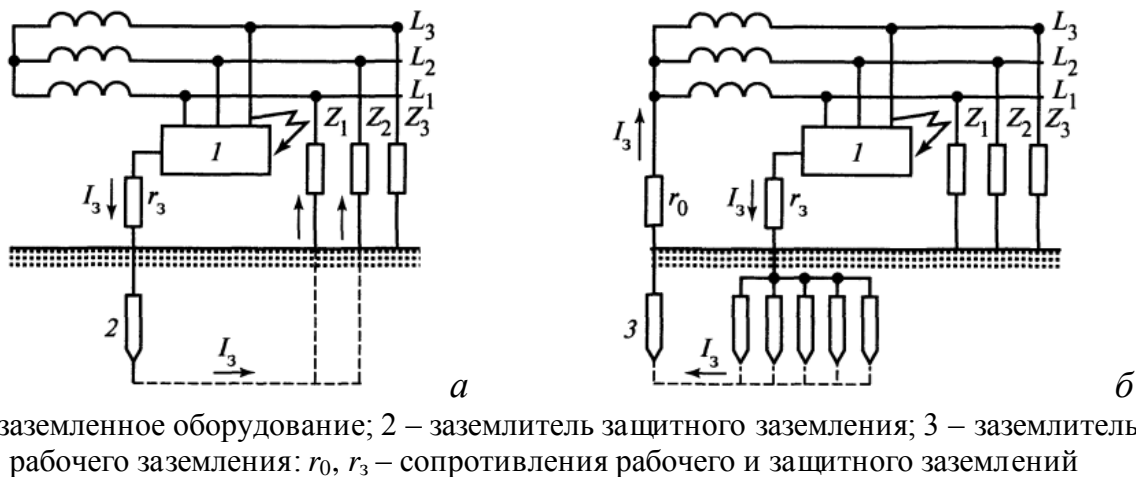 L₃ L₃
L₂ L₂
L₁ L₁
Z₁ Z₂ Z₃ Z₁ Z₂ Z₃
1 Iз 1
Iз rз r₀ Iз rз
2 3
Iз Iз
а б
заземленное оборудование; 2 – заземлитель защитного заземления; 3 – заземлитель
рабочего заземления: r₀, rз – сопротивления рабочего и защитного заземлений